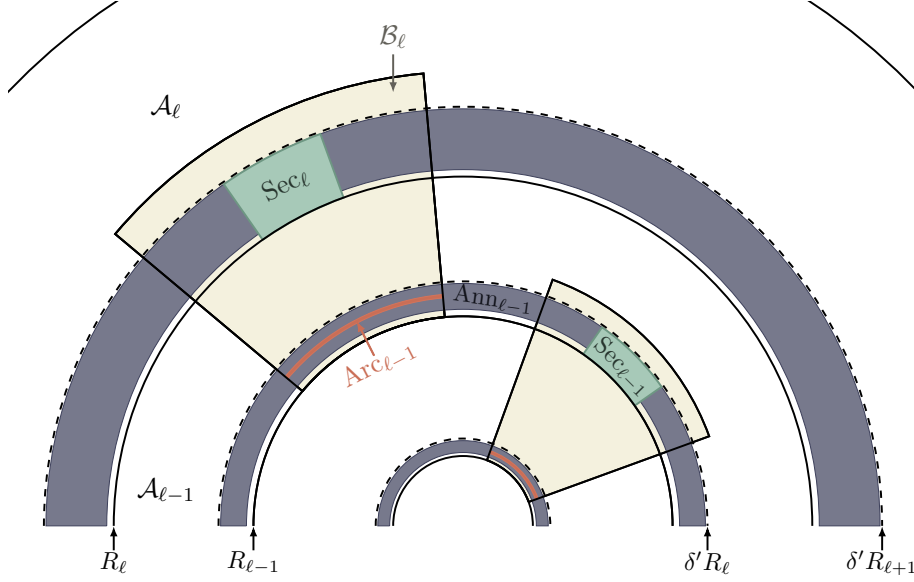 𝓑_ℓ
𝓐_ℓ
Sec_ℓ
Ann_{ℓ−1}
Sec_{ℓ−1}
Arc_{ℓ−1}
𝓐_{ℓ−1}
R_ℓ R_{ℓ−1} δ′R_ℓ δ′R_{ℓ+1}